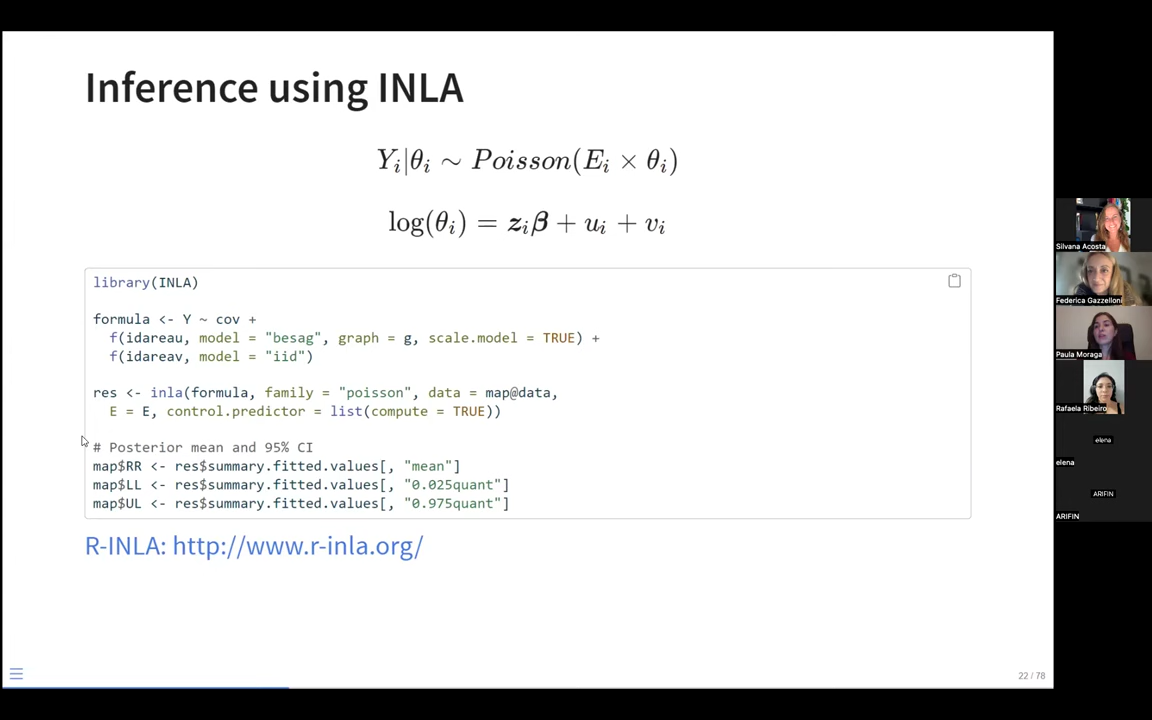 Inference using INLA
Y_i|θ_i ∼ Poisson(E_i × θ_i)
log(θ_i) = z_iβ + u_i + v_i
library(INLA)
formula <- Y ~ cov +
f(idareau, model = "besag", graph = g, scale.model = TRUE) +
f(idareav, model = "iid")
res <- inla(formula, family = "poisson", data = map@data,
E = E, control.predictor = list(compute = TRUE))
# Posterior mean and 95% CI
map$RR <- res$summary.fitted.values[, "mean"]
map$LL <- res$summary.fitted.values[, "0.025quant"]
map$UL <- res$summary.fitted.values[, "0.975quant"]
R-INLA: http://www.r-inla.org/
22 / 78
Silvana Acosta
Federica Gazzelloni
Paula Moraga
Rafaela Ribeiro
elena
elena
ARIFIN
ARIFIN